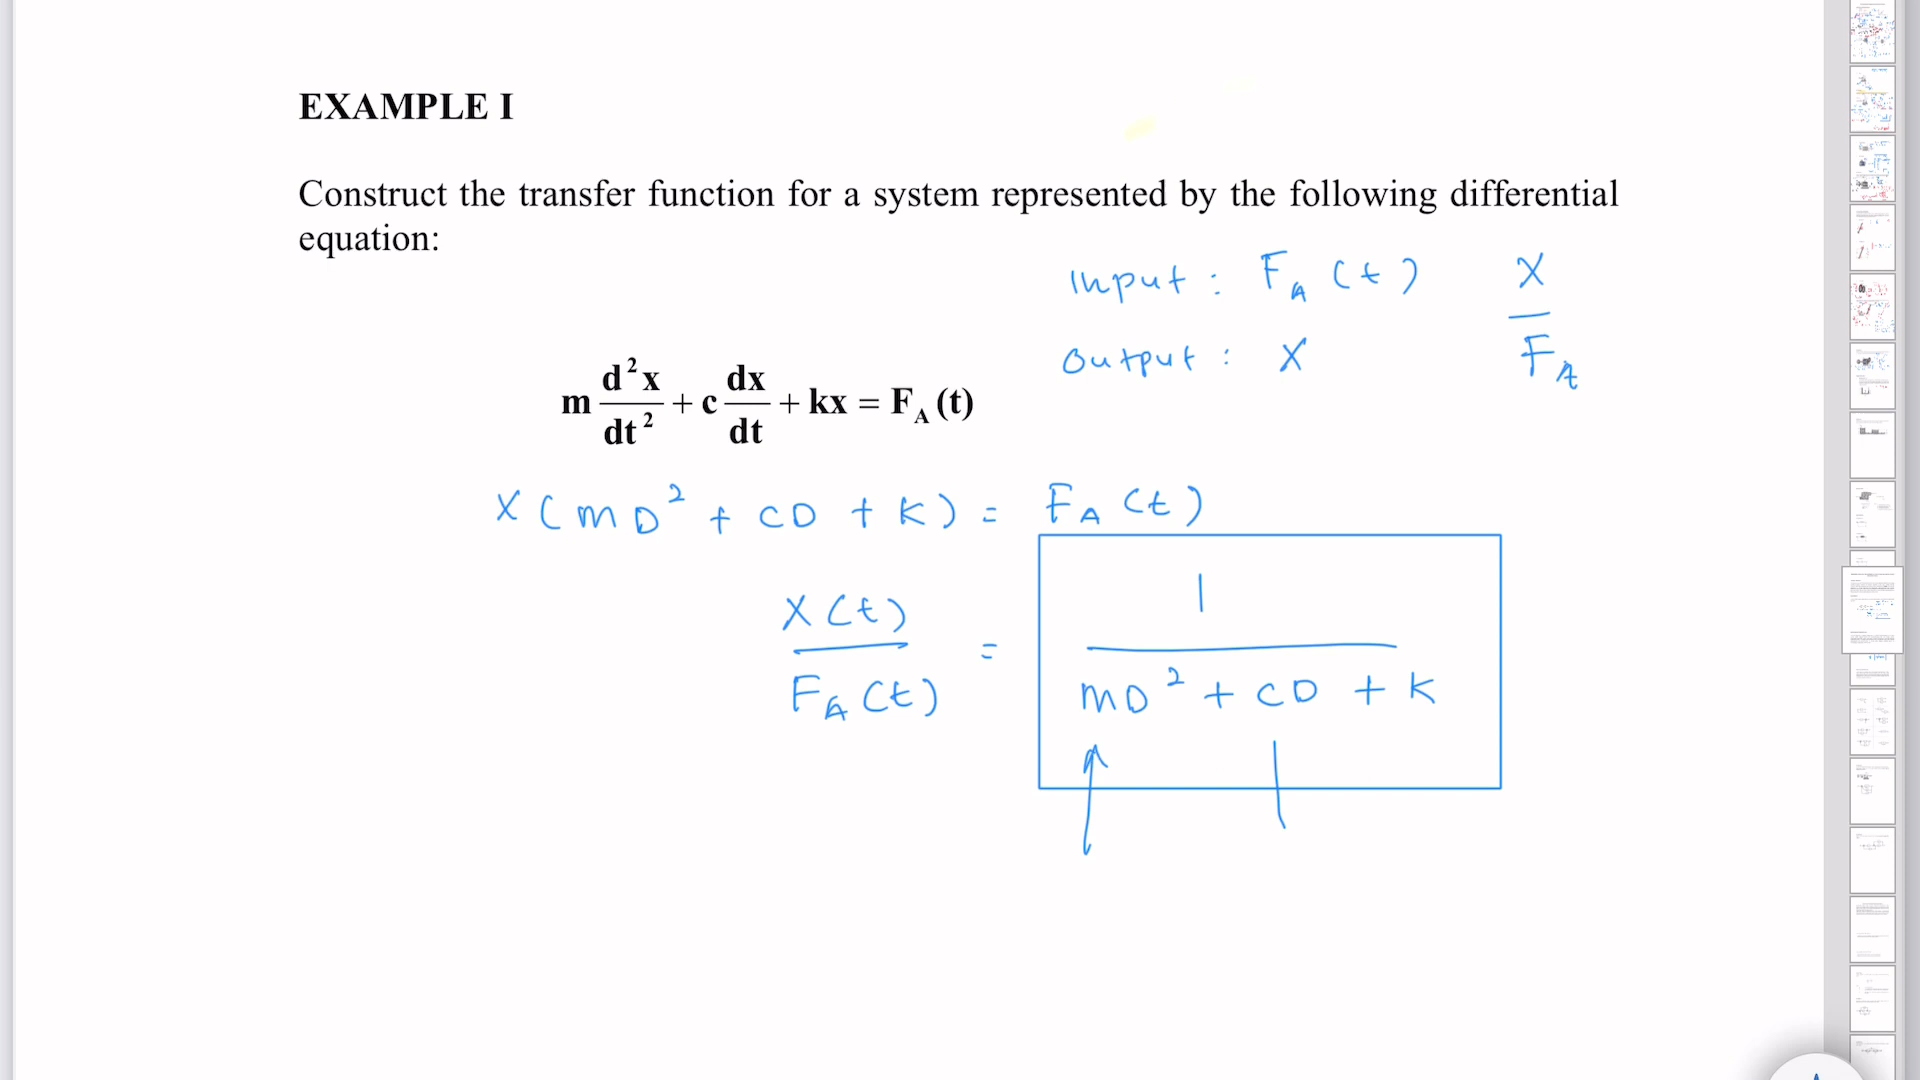 EXAMPLE I
Construct the transfer function for a system represented by the following differential
equation:
Input : F_A (t)
Output : X
X / F_A
m d²x/dt² + c dx/dt + kx = F_A (t)
X (mD² + CD + K) = F_A (t)
X(t) / F_A(t) = 1 / (mD² + CD + K)